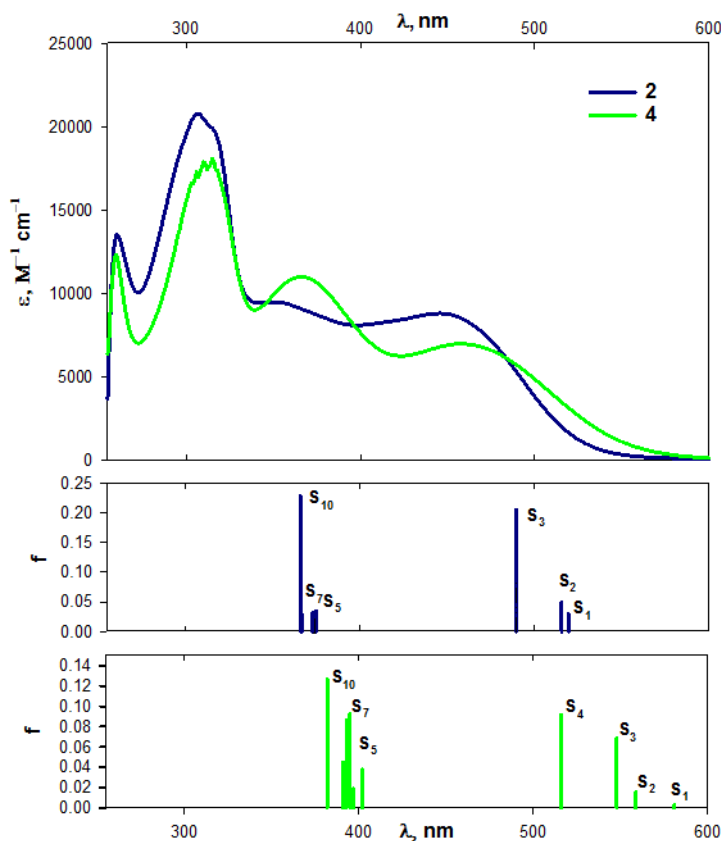 λ, nm
300 400 500 600
25000
20000
15000
10000
5000
0
ε, M⁻¹ cm⁻¹
2
4
0.25
0.20
0.15
0.10
0.05
0.00
f
S₁₀
S₇
S₅
S₃
S₂
S₁
0.14
0.12
0.10
0.08
0.06
0.04
0.02
0.00
f
S₁₀
S₇
S₅
S₄
S₃
S₂
S₁
300 400 500 600
λ, nm